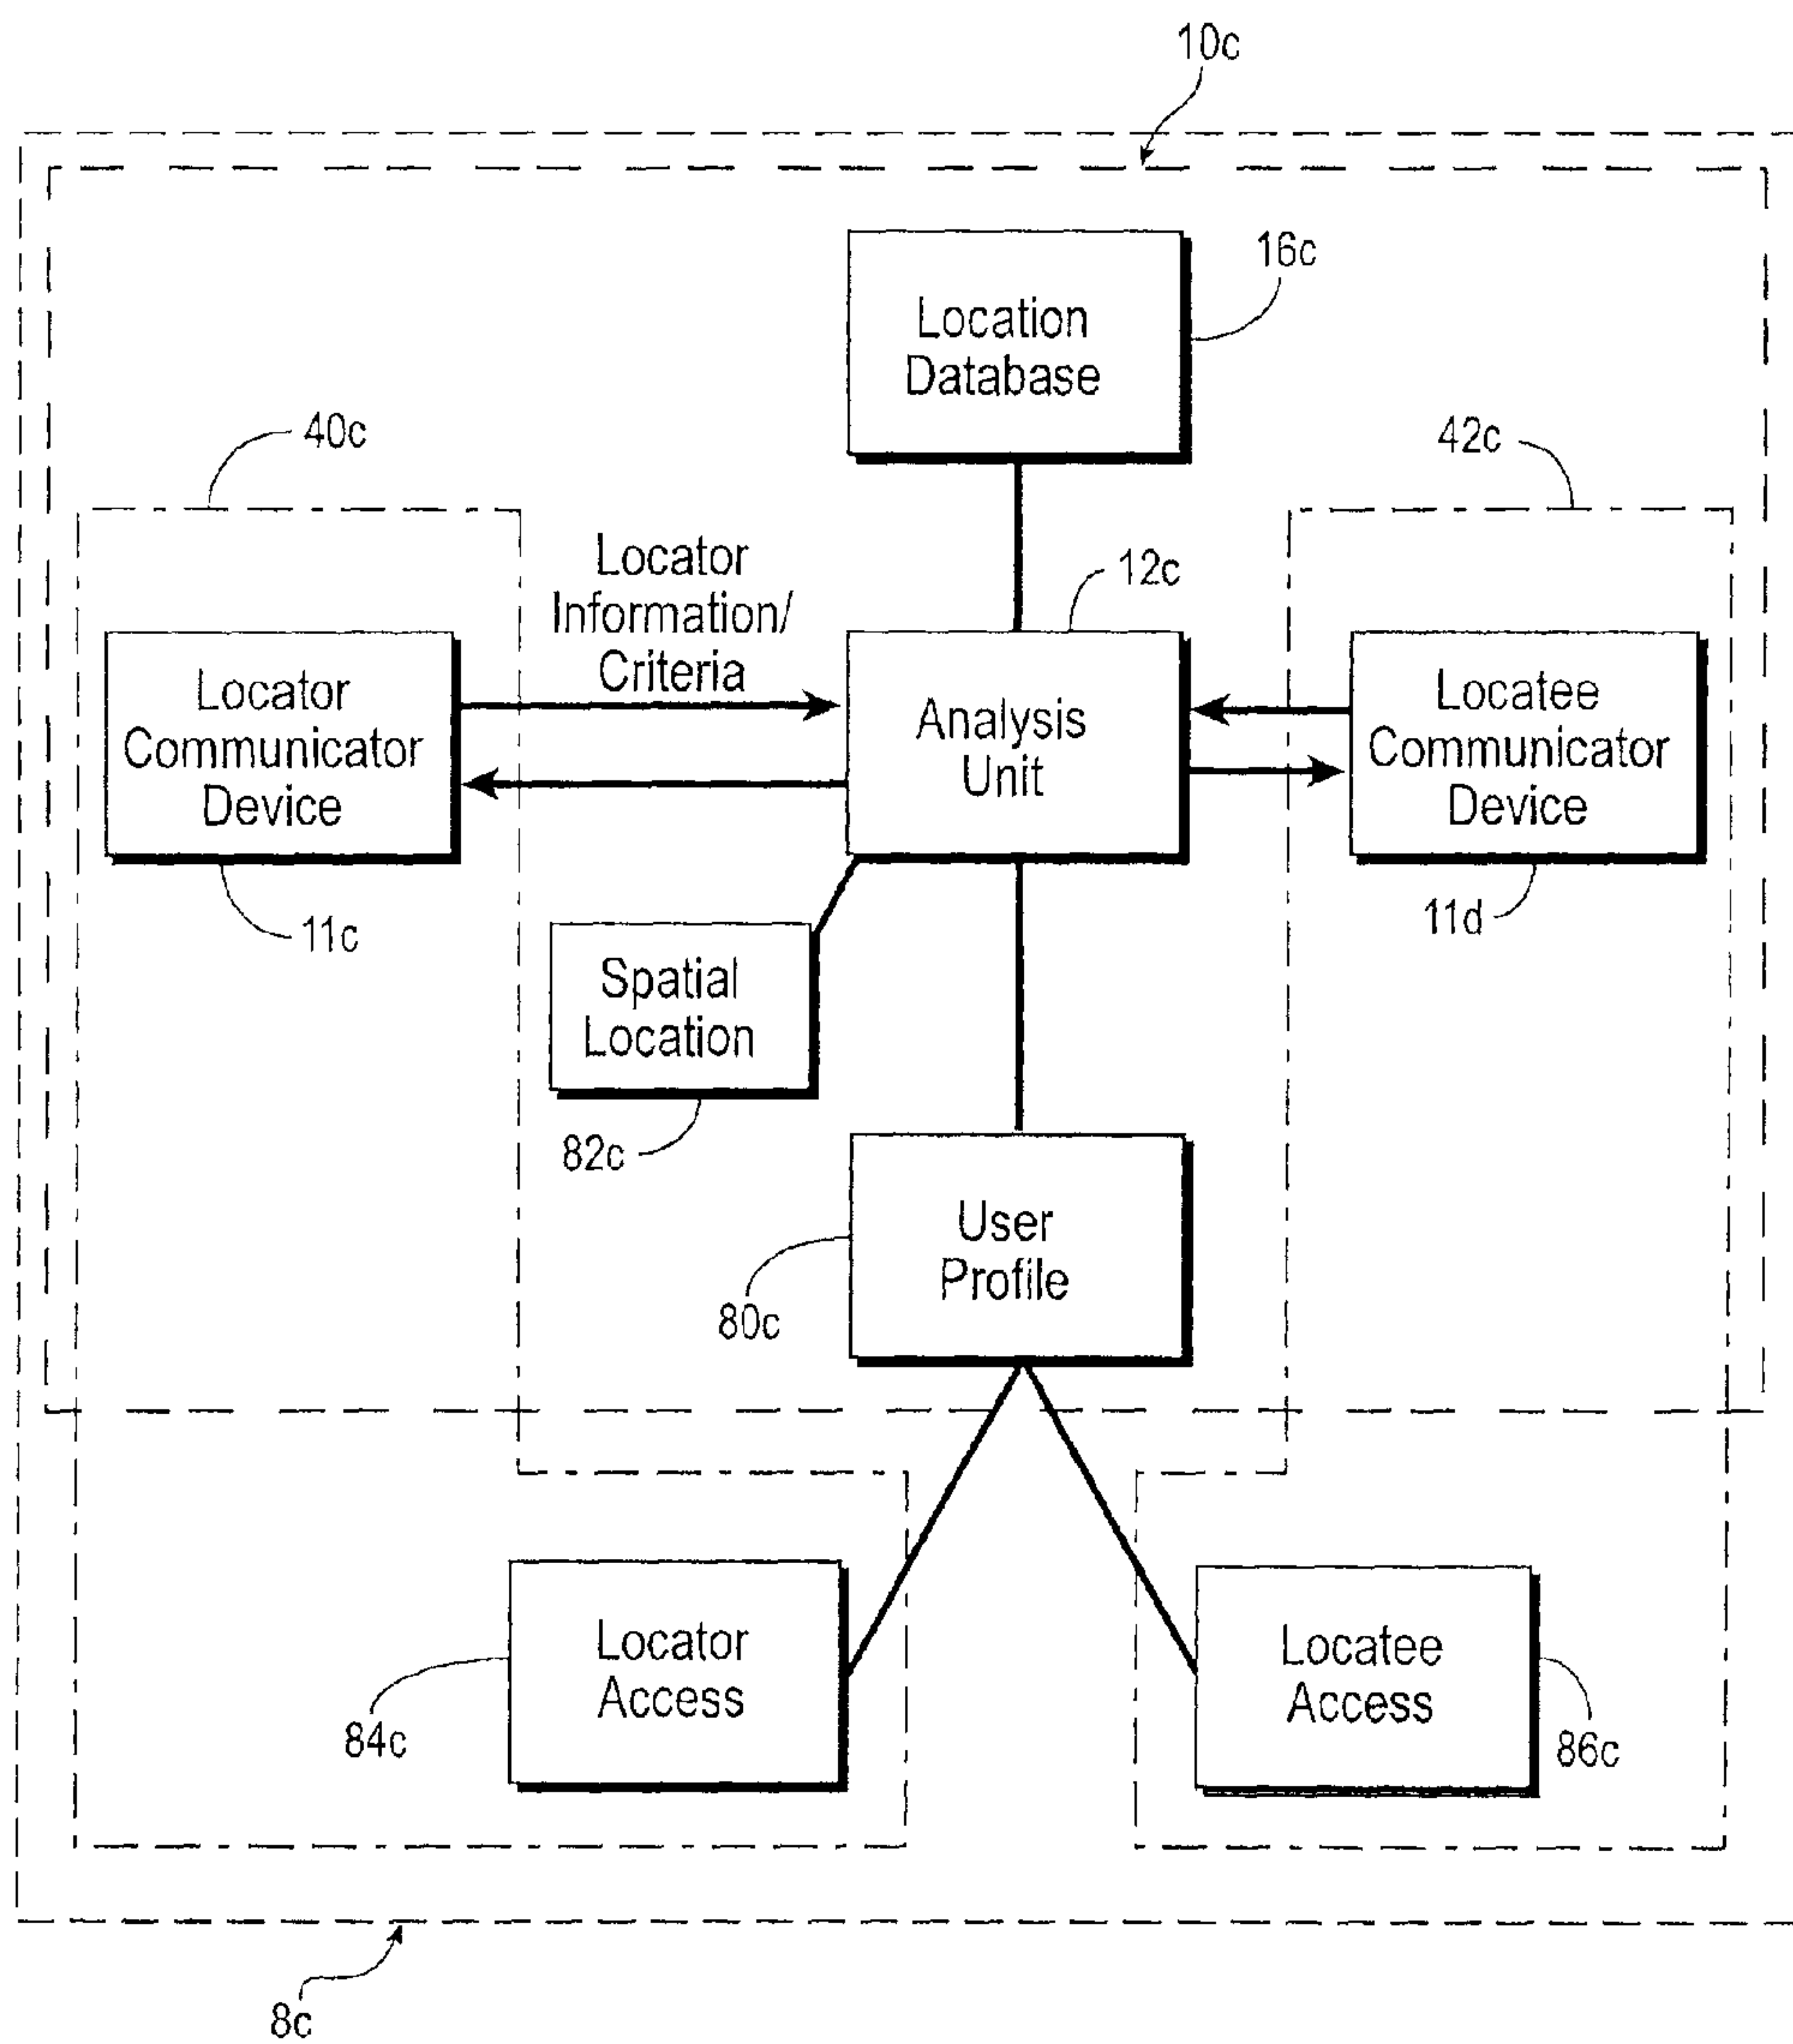 10c
Location
Database
16c
40c
42c
Locator
Information/
Criteria
12c
Locator
Communicator
Device
Analysis
Unit
Locatee
Communicator
Device
11c
11d
Spatial
Location
82c
User
Profile
80c
Locator
Access
84c
Locatee
Access
86c
8c